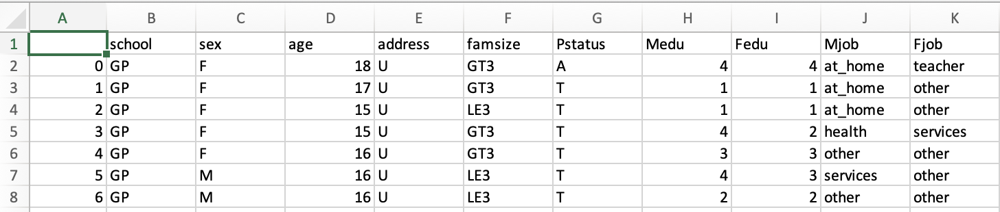 A B C D E F G H I J K
1 school sex age address famsize Pstatus Medu Fedu Mjob Fjob
2 0 GP F 18 U GT3 A 4 4 at_home teacher
3 1 GP F 17 U GT3 T 1 1 at_home other
4 2 GP F 15 U LE3 T 1 1 at_home other
5 3 GP F 15 U GT3 T 4 2 health services
6 4 GP F 16 U GT3 T 3 3 other other
7 5 GP M 16 U LE3 T 4 3 services other
8 6 GP M 16 U LE3 T 2 2 other other